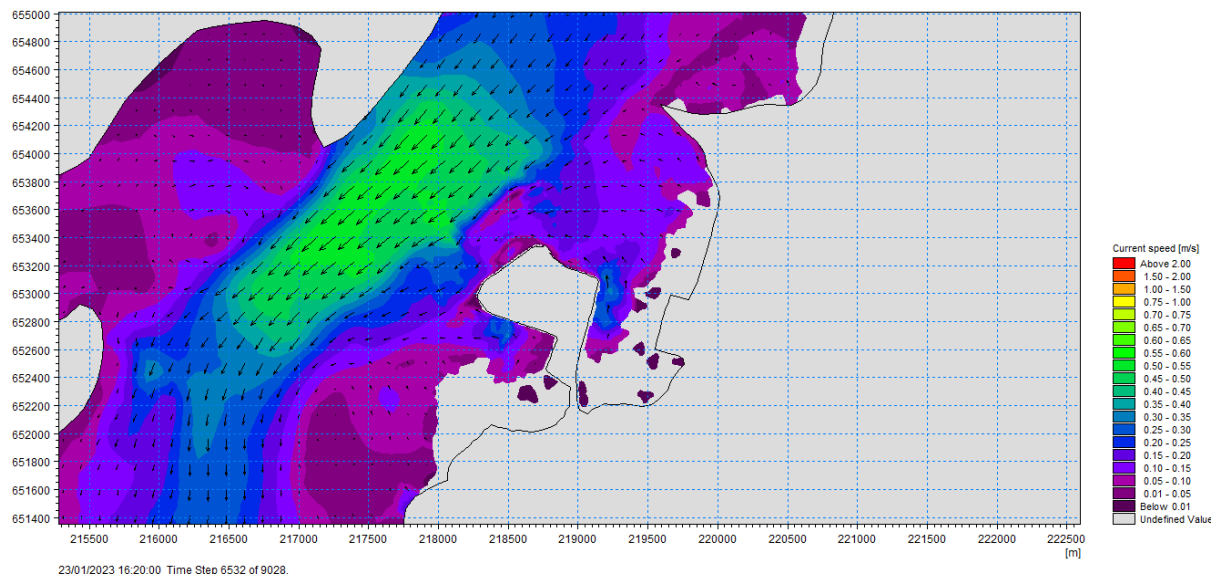 655000
654800
654600
654400
654200
654000
653800
653600
653400
653200
653000
652800
652600
652400
652200
652000
651800
651600
651400
215500 216000 216500 217000 217500 218000 218500 219000 219500 220000 220500 221000 221500 222000 222500
[m]
Current speed [m/s]
Above 2.00
1.50 - 2.00
1.00 - 1.50
0.75 - 1.00
0.70 - 0.75
0.65 - 0.70
0.60 - 0.65
0.55 - 0.60
0.50 - 0.55
0.45 - 0.50
0.40 - 0.45
0.35 - 0.40
0.30 - 0.35
0.25 - 0.30
0.20 - 0.25
0.15 - 0.20
0.10 - 0.15
0.05 - 0.10
0.01 - 0.05
Below 0.01
Undefined Value
23/01/2023 16:20:00 Time Step 6532 of 9028.